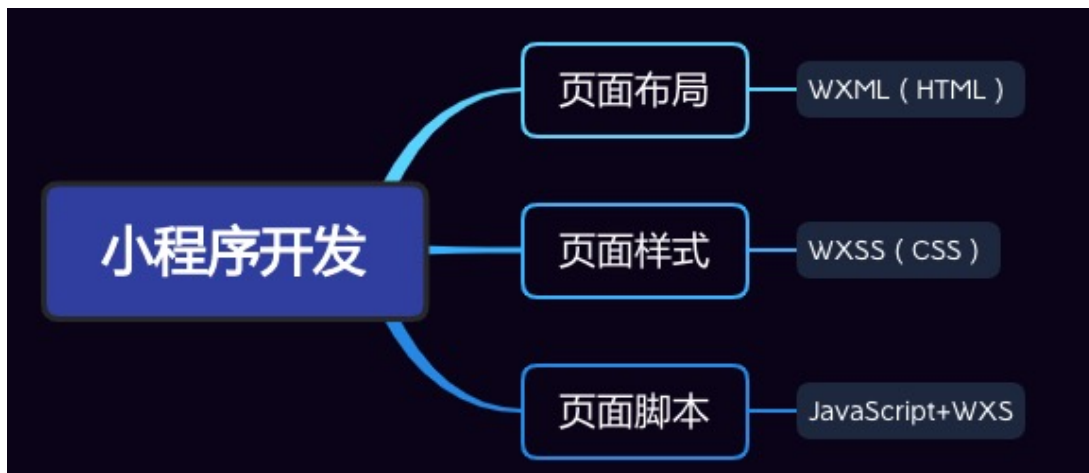 页面布局
WXML ( HTML )
小程序开发
页面样式
WXSS ( CSS )
页面脚本
JavaScript+WXS